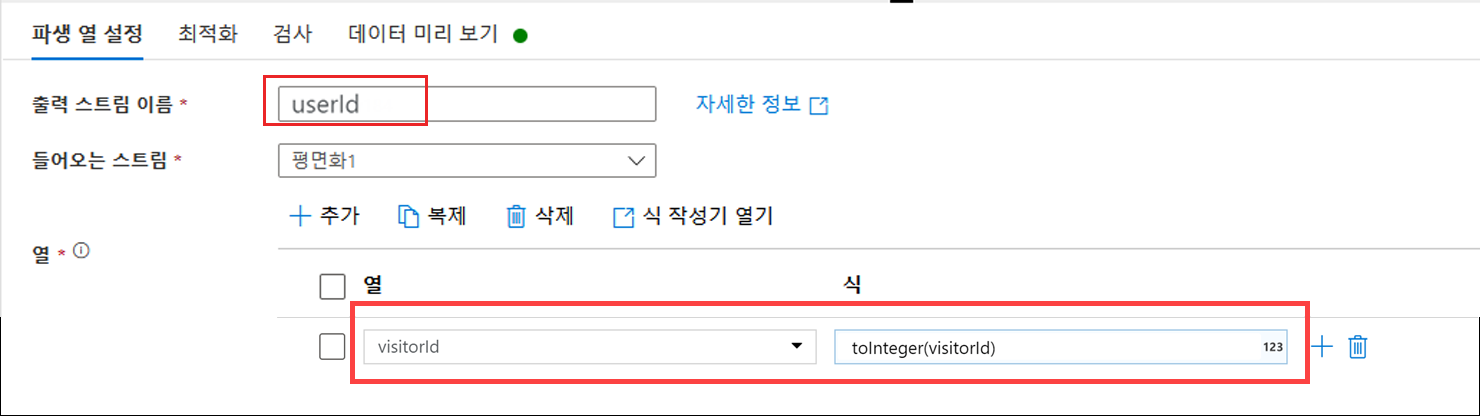 파생 열 설정 최적화 검사 데이터 미리 보기
출력 스트림 이름 * userId 자세한 정보
들어오는 스트림 * 평면화1
추가 복제 삭제 식 작성기 열기
열 *
열 식
visitorId toInteger(visitorId) 123